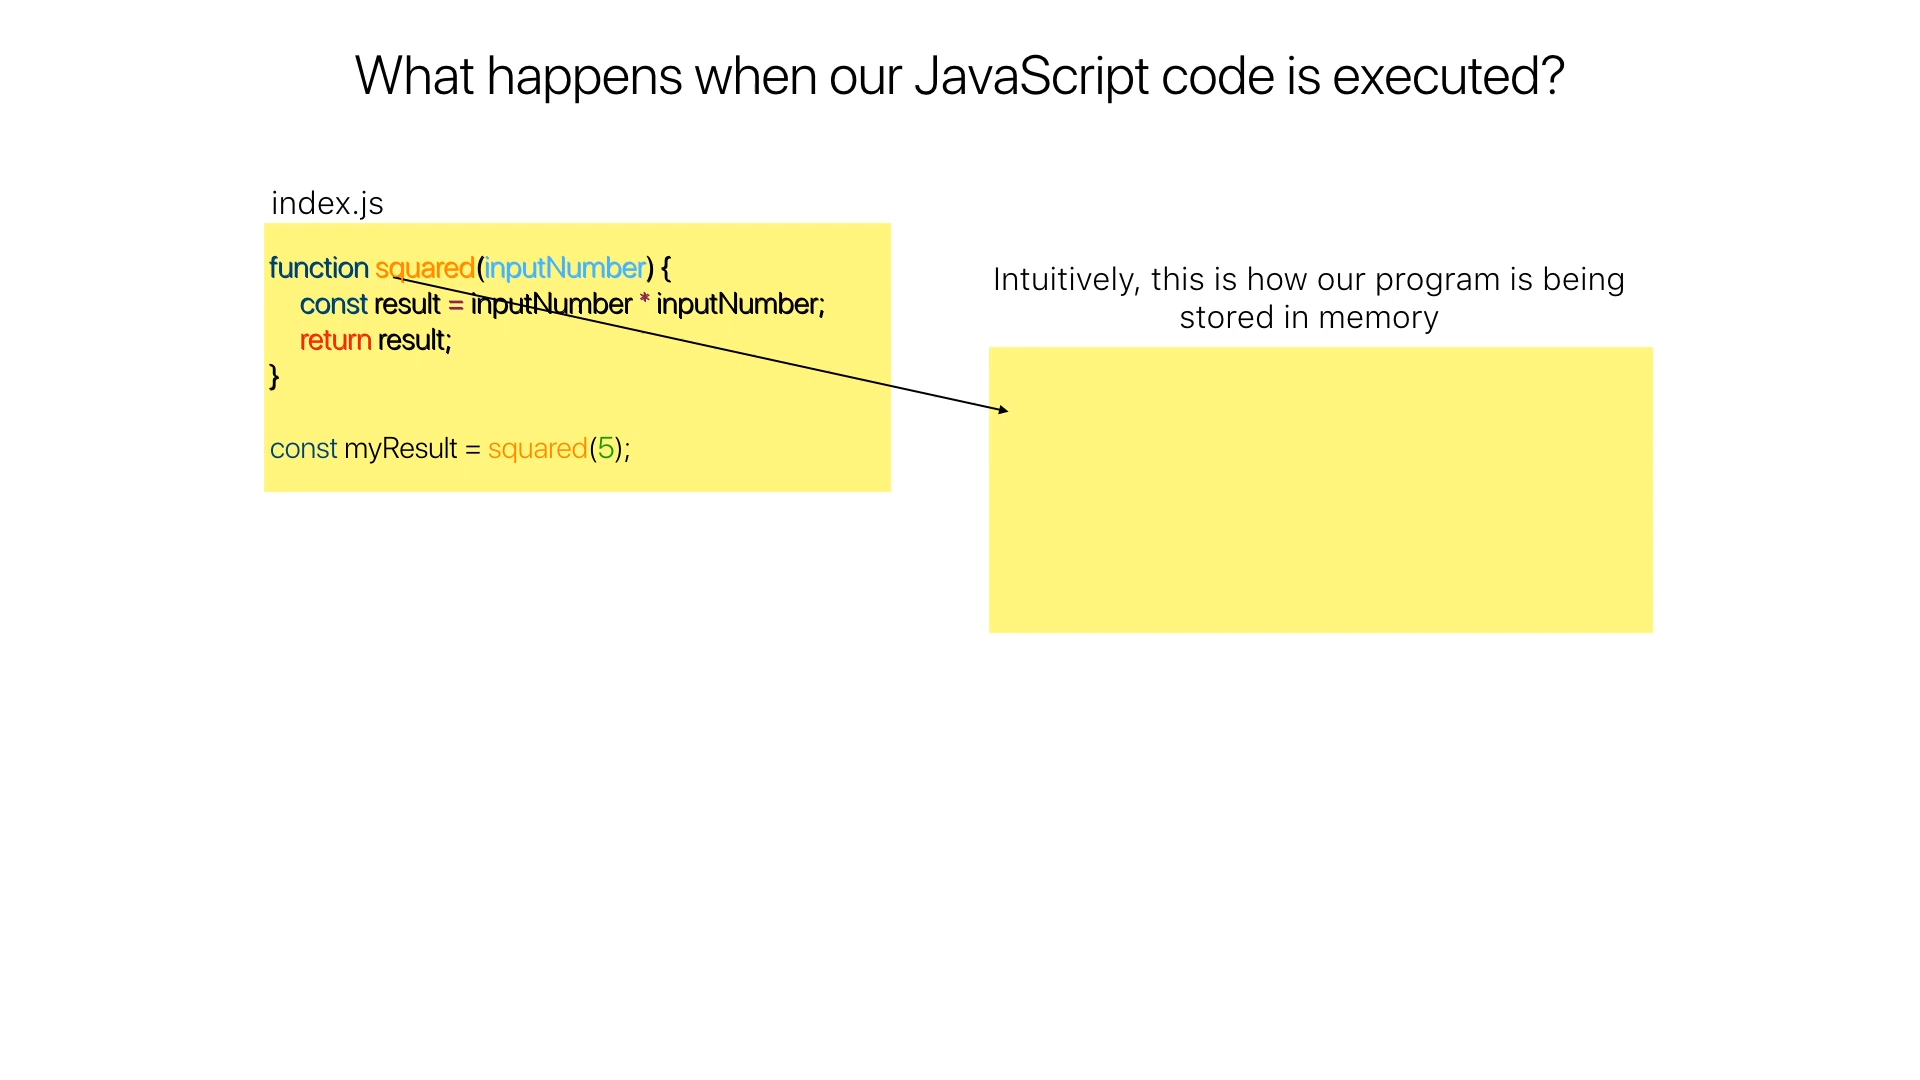 What happens when our JavaScript code is executed?
index.js
function squared(inputNumber) {
const result = inputNumber * inputNumber;
return result;
}
const myResult = squared(5);
Intuitively, this is how our program is being
stored in memory